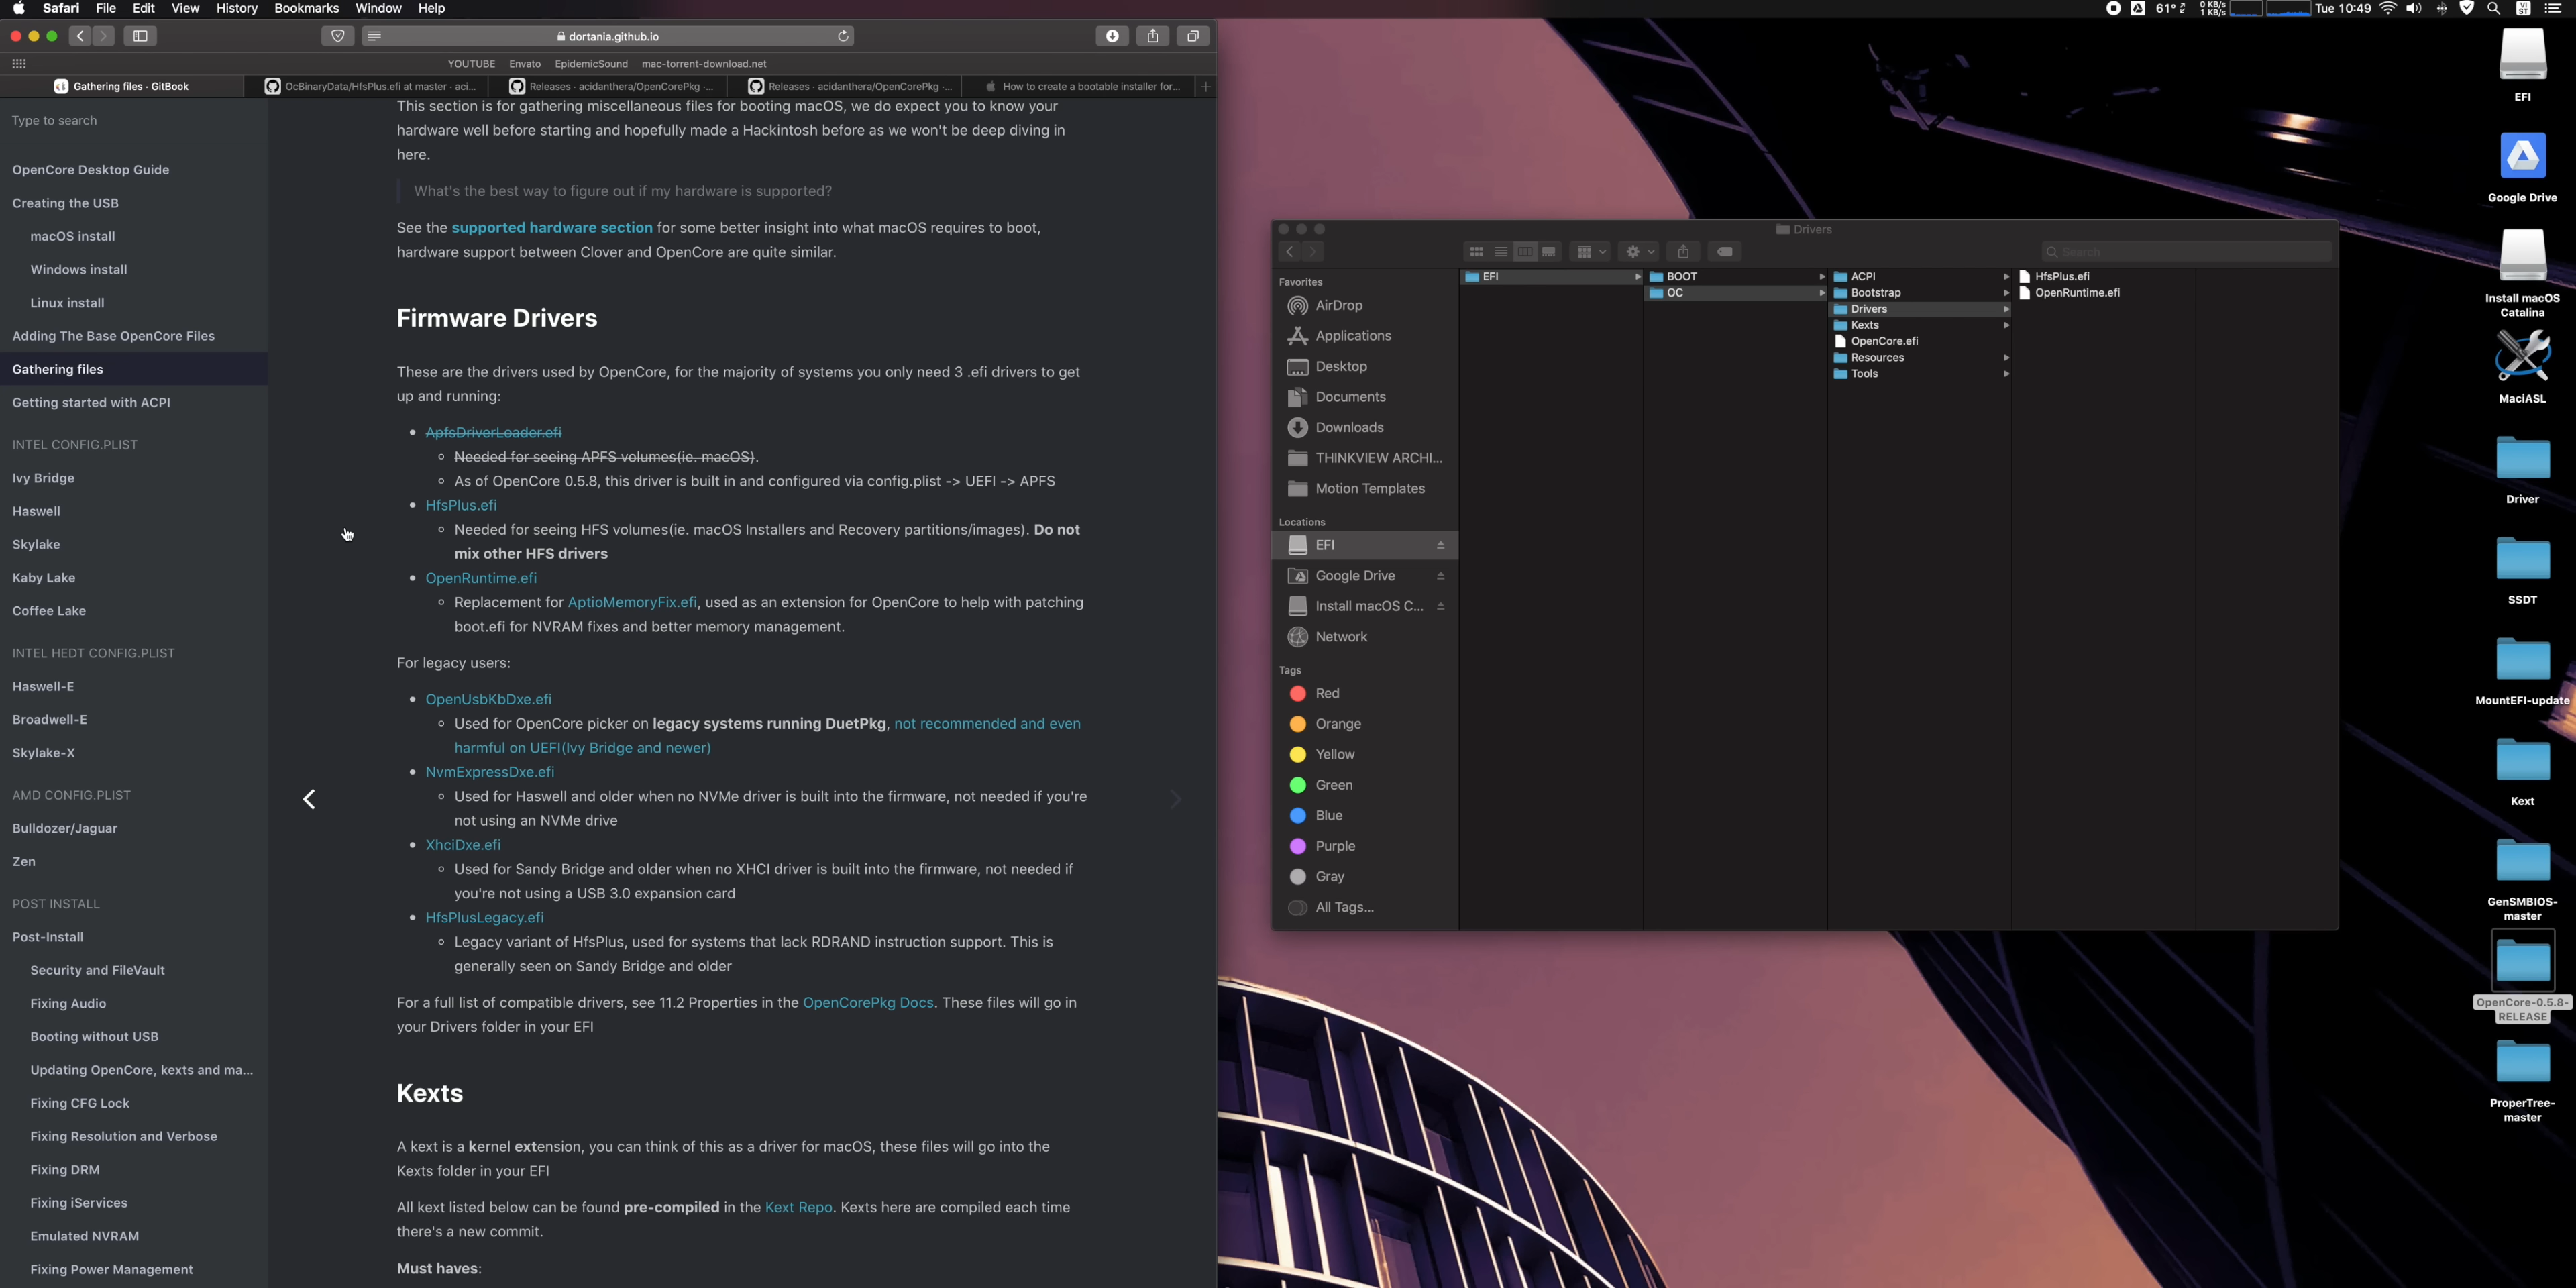 Safari File Edit View History Bookmarks Window Help
61° 0 KB/s 1 KB/s Tue 10:49
dortania.github.io
YOUTUBE Envato EpidemicSound mac-torrent-download.net
Gathering files · GitBook
OcBinaryData/HfsPlus.efi at master · aci...
Releases · acidanthera/OpenCorePkg ·...
Releases · acidanthera/OpenCorePkg ·...
How to create a bootable installer for...
Type to search
OpenCore Desktop Guide
Creating the USB
macOS install
Windows install
Linux install
Adding The Base OpenCore Files
Gathering files
Getting started with ACPI
INTEL CONFIG.PLIST
Ivy Bridge
Haswell
Skylake
Kaby Lake
Coffee Lake
INTEL HEDT CONFIG.PLIST
Haswell-E
Broadwell-E
Skylake-X
AMD CONFIG.PLIST
Bulldozer/Jaguar
Zen
POST INSTALL
Post-Install
Security and FileVault
Fixing Audio
Booting without USB
Updating OpenCore, kexts and ma...
Fixing CFG Lock
Fixing Resolution and Verbose
Fixing DRM
Fixing iServices
Emulated NVRAM
Fixing Power Management
This section is for gathering miscellaneous files for booting macOS, we do expect you to know your
hardware well before starting and hopefully made a Hackintosh before as we won't be deep diving in
here.
What's the best way to figure out if my hardware is supported?
See the supported hardware section for some better insight into what macOS requires to boot,
hardware support between Clover and OpenCore are quite similar.
Firmware Drivers
These are the drivers used by OpenCore, for the majority of systems you only need 3 .efi drivers to get
up and running:
ApfsDriverLoader.efi
Needed for seeing APFS volumes(ie. macOS).
As of OpenCore 0.5.8, this driver is built in and configured via config.plist -> UEFI -> APFS
HfsPlus.efi
Needed for seeing HFS volumes(ie. macOS Installers and Recovery partitions/images). Do not
mix other HFS drivers
OpenRuntime.efi
Replacement for AptioMemoryFix.efi, used as an extension for OpenCore to help with patching
boot.efi for NVRAM fixes and better memory management.
For legacy users:
OpenUsbKbDxe.efi
Used for OpenCore picker on legacy systems running DuetPkg, not recommended and even
harmful on UEFI(Ivy Bridge and newer)
NvmExpressDxe.efi
Used for Haswell and older when no NVMe driver is built into the firmware, not needed if you're
not using an NVMe drive
XhciDxe.efi
Used for Sandy Bridge and older when no XHCI driver is built into the firmware, not needed if
you're not using a USB 3.0 expansion card
HfsPlusLegacy.efi
Legacy variant of HfsPlus, used for systems that lack RDRAND instruction support. This is
generally seen on Sandy Bridge and older
For a full list of compatible drivers, see 11.2 Properties in the OpenCorePkg Docs. These files will go in
your Drivers folder in your EFI
Kexts
A kext is a kernel extension, you can think of this as a driver for macOS, these files will go into the
Kexts folder in your EFI
All kext listed below can be found pre-compiled in the Kext Repo. Kexts here are compiled each time
there's a new commit.
Must haves:
Drivers
Search
Favorites
AirDrop
Applications
Desktop
Documents
Downloads
THINKVIEW ARCHI...
Motion Templates
Locations
EFI
Google Drive
Install macOS C...
Network
Tags
Red
Orange
Yellow
Green
Blue
Purple
Gray
All Tags...
EFI
BOOT
OC
ACPI
Bootstrap
Drivers
Kexts
OpenCore.efi
Resources
Tools
HfsPlus.efi
OpenRuntime.efi
EFI
Google Drive
Install macOS
Catalina
MaciASL
Driver
SSDT
MountEFI-update
Kext
GenSMBIOS-
master
OpenCore-0.5.8-
RELEASE
ProperTree-
master